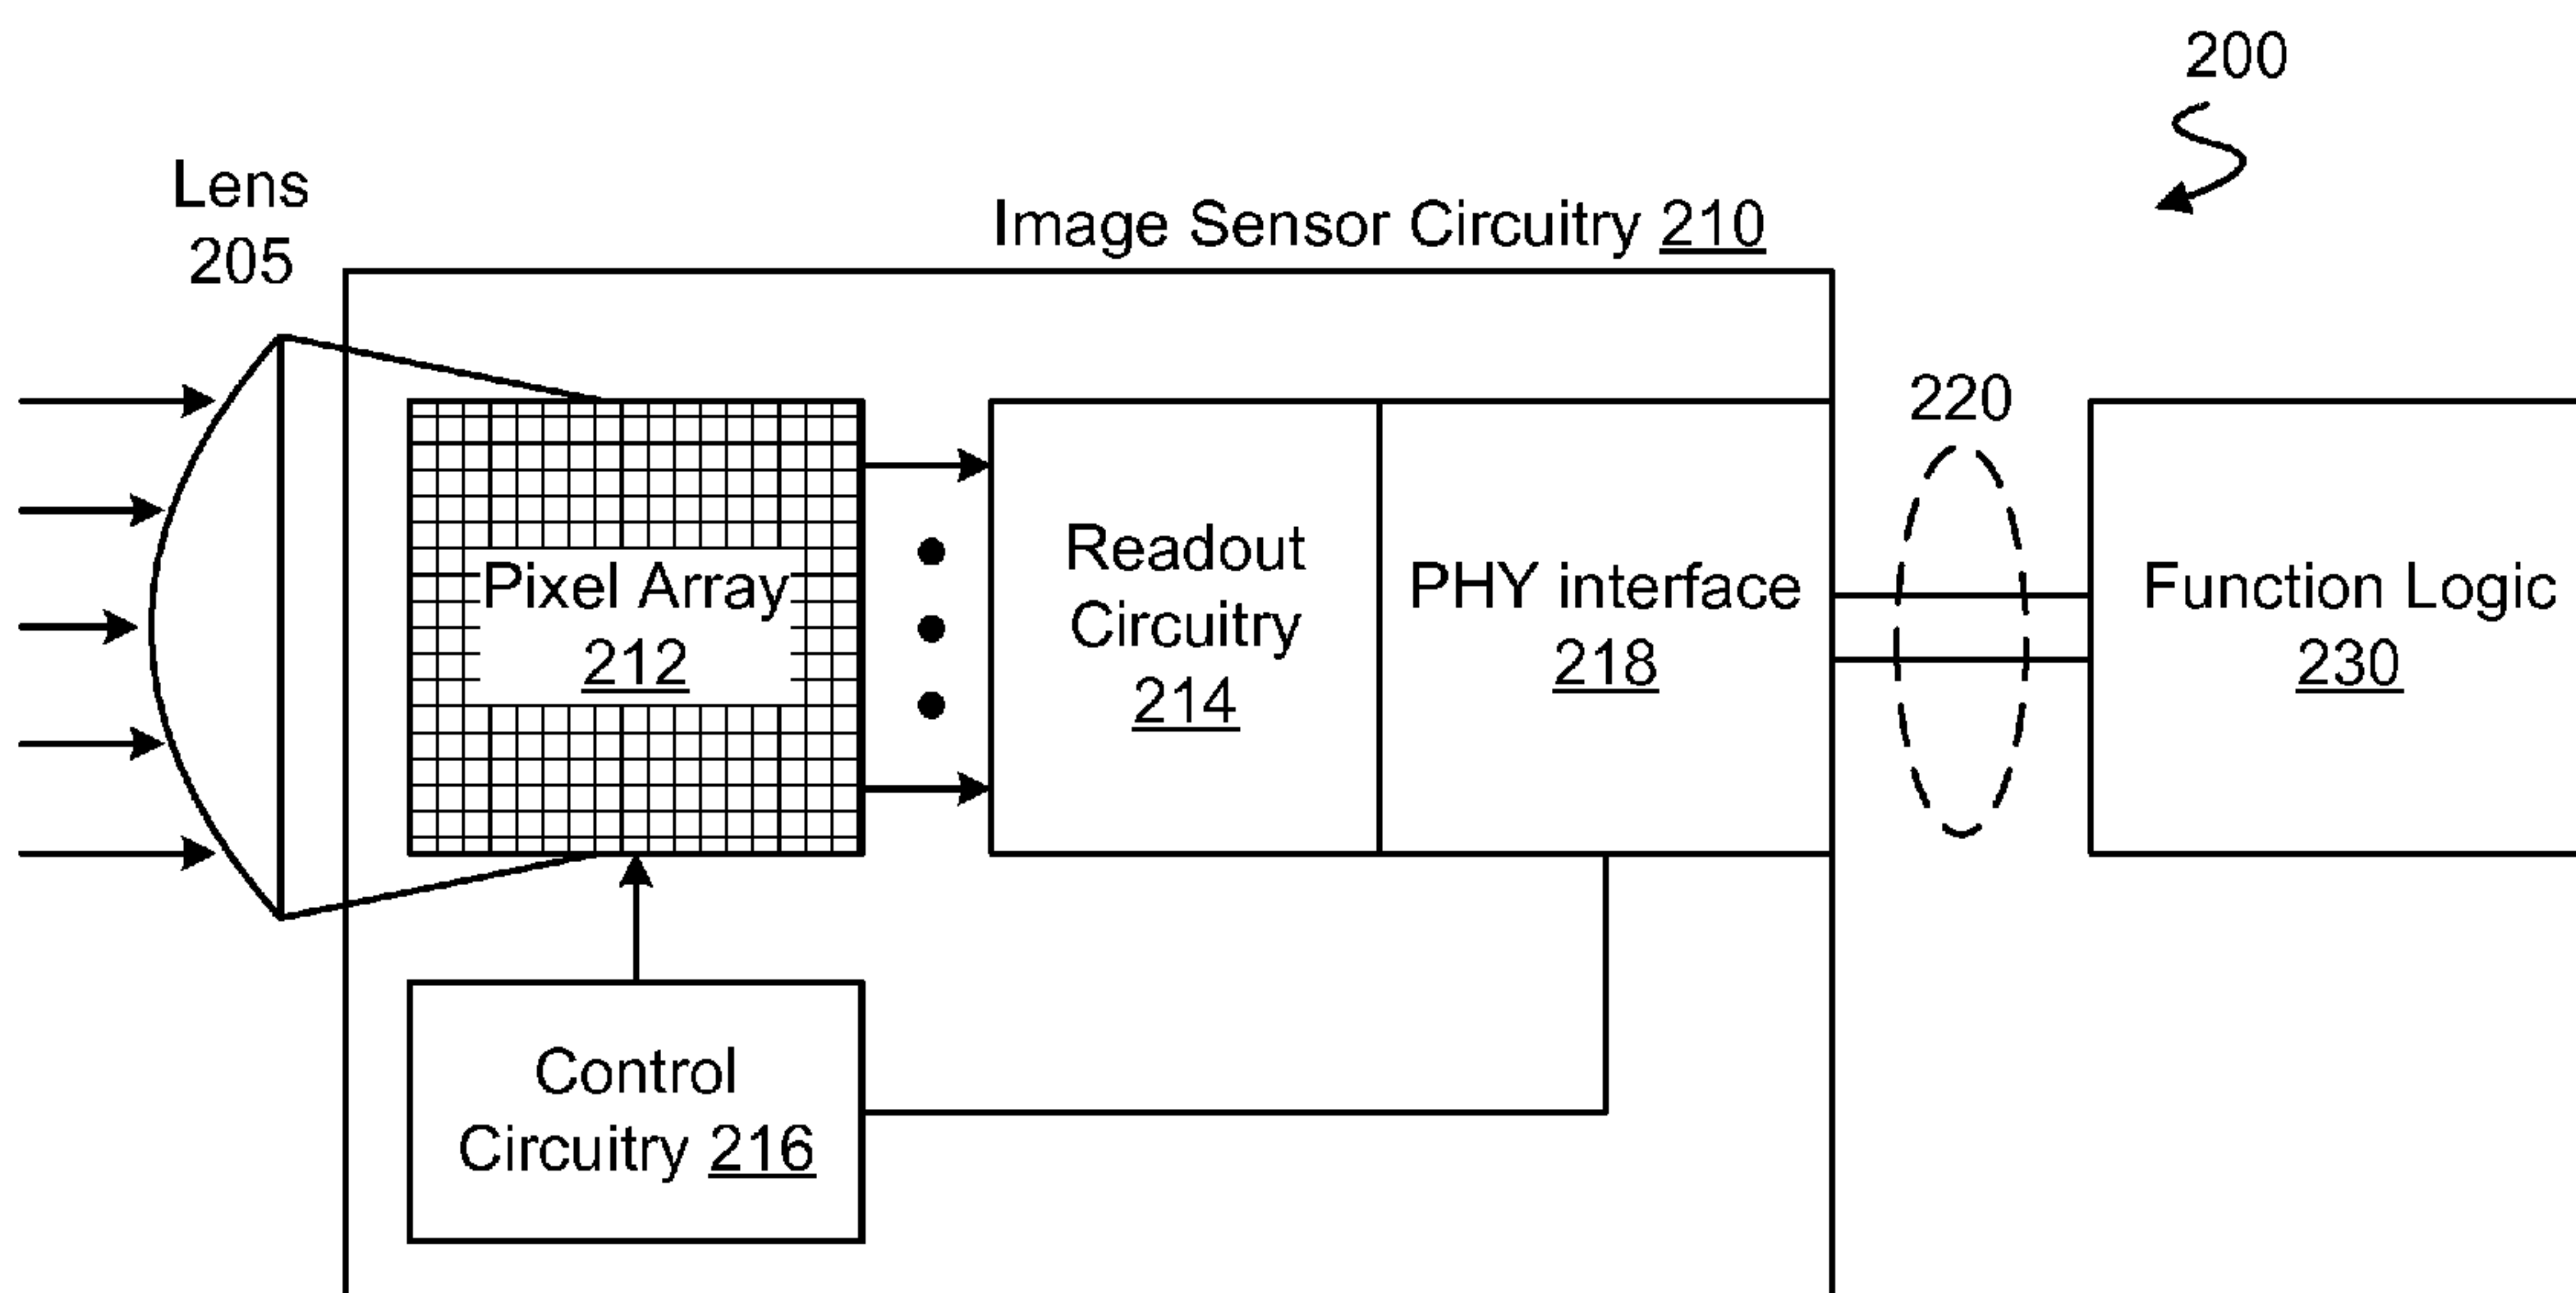 200
Lens
205
Image Sensor Circuitry 210
220
Pixel Array
212
Readout
Circuitry
214
PHY interface
218
Function Logic
230
Control
Circuitry 216